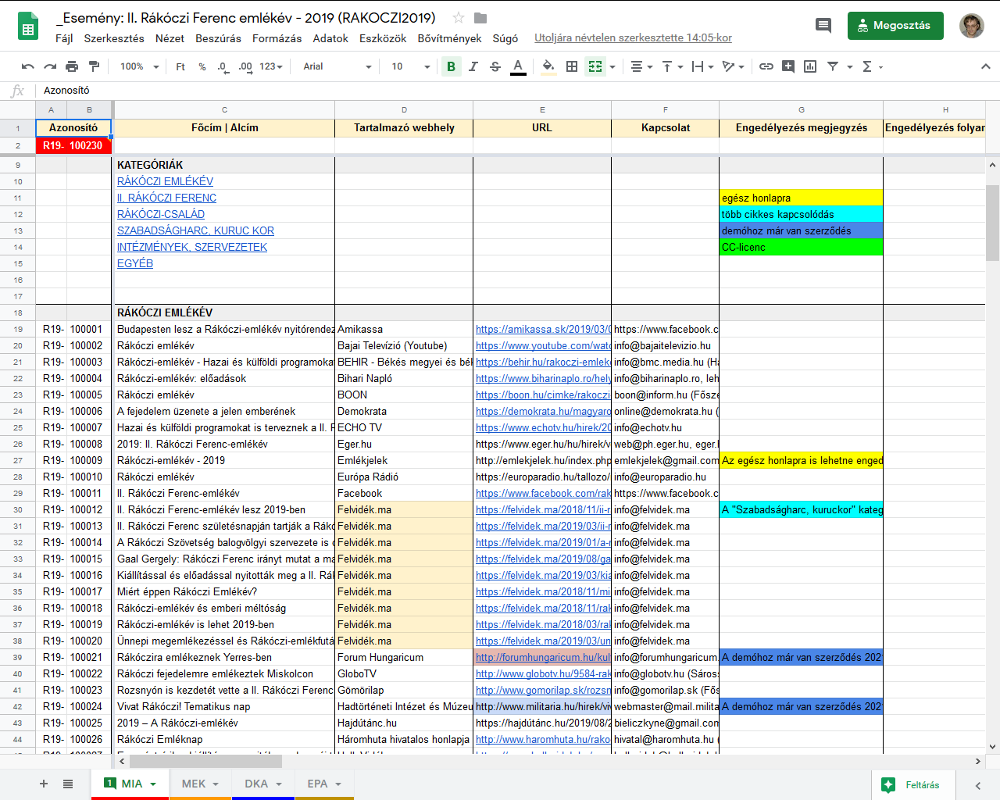 _Esemény: II. Rákóczi Ferenc emlékév - 2019 (RAKOCZI2019)
Fájl Szerkesztés Nézet Beszúrás Formázás Adatok Eszközök Bővítmények Súgó Utoljára névtelen szerkesztette 14:05-kor
Megosztás
100% Ft % .0 .00 123 Arial 10 B I S A
fx Azonosító
A B C D E F G H
1 Azonosító Főcím | Alcím Tartalmazó webhely URL Kapcsolat Engedélyezés megjegyzés Engedélyezés folyar
2 R19- 100230
9 KATEGÓRIÁK
10 RÁKÓCZI EMLÉKÉV
11 II. RÁKÓCZI FERENC egész honlapra
12 RÁKÓCZI-CSALÁD több cikkes kapcsolódás
13 SZABADSÁGHARC, KURUC KOR demóhoz már van szerződés
14 INTÉZMÉNYEK, SZERVEZETEK CC-licenc
15 EGYÉB
16
17
18 RÁKÓCZI EMLÉKÉV
19 R19- 100001 Budapesten lesz a Rákóczi-emlékév nyitórendez Amikassa https://amikassa.sk/2019/03/0 https://www.facebook.c
20 R19- 100002 Rákóczi emlékév Bajai Televízió (Youtube) https://www.youtube.com/watc info@bajaitelevizio.hu
21 R19- 100003 Rákóczi-emlékév - Hazai és külföldi programokat BEHIR - Békés megyei és bék https://behir.hu/rakoczi-emleke info@bmc.media.hu (Ha
22 R19- 100004 Rákóczi-emlékév: előadások Bihari Napló https://www.biharinaplo.ro/hely info@biharinaplo.ro, leh
23 R19- 100005 Rákóczi emlékév BOON https://boon.hu/cimke/rakoczi- boon@inform.hu (Fősze
24 R19- 100006 A fejedelem üzenete a jelen emberének Demokrata https://demokrata.hu/magyaro online@demokrata.hu (
25 R19- 100007 Hazai és külföldi programokat is terveznek a II. F ECHO TV https://www.echotv.hu/hirek/20 info@echotv.hu
26 R19- 100008 2019: II. Rákóczi Ferenc-emlékév Eger.hu https://www.eger.hu/hu/hirek/v web@ph.eger.hu, eger.l
27 R19- 100009 Rákóczi-emlékév - 2019 Emlékjelek http://emlekjelek.hu/index.php emlekjelek@gmail.com Az egész honlapra is lehetne enged
28 R19- 100010 Rákóczi emlékév Európa Rádió https://europaradio.hu/tallozo/ info@europaradio.hu
29 R19- 100011 II. Rákóczi Ferenc-emlékév Facebook https://www.facebook.com/rak https://www.facebook.c
30 R19- 100012 II. Rákóczi Ferenc-emlékév lesz 2019-ben Felvidék.ma https://felvidek.ma/2018/11/ii-r info@felvidek.ma A "Szabadságharc, kuruckor" kateg
31 R19- 100013 II. Rákóczi Ferenc születésnapján tartják a Ráko Felvidék.ma https://felvidek.ma/2019/03/ii-r info@felvidek.ma
32 R19- 100014 A Rákóczi Szövetség balogvölgyi szervezete is c Felvidék.ma https://felvidek.ma/2019/01/a-r info@felvidek.ma
33 R19- 100015 Gaal Gergely: Rákóczi Ferenc irányt mutat a ma Felvidék.ma https://felvidek.ma/2019/08/ga info@felvidek.ma
34 R19- 100016 Kiállítással és előadással nyitották meg a II. Rák Felvidék.ma https://felvidek.ma/2019/03/kia info@felvidek.ma
35 R19- 100017 Miért éppen Rákóczi Emlékév? Felvidék.ma https://felvidek.ma/2018/11/mi info@felvidek.ma
36 R19- 100018 Rákóczi-emlékév és emberi méltóság Felvidék.ma https://felvidek.ma/2018/11/rak info@felvidek.ma
37 R19- 100019 Rákóczi-emlékév is lehet 2019-ben Felvidék.ma https://felvidek.ma/2018/03/rak info@felvidek.ma
38 R19- 100020 Ünnepi megemlékezéssel és Rákóczi-emlékfutá Felvidék.ma https://felvidek.ma/2019/03/un info@felvidek.ma
39 R19- 100021 Rákóczira emlékeznek Yerres-ben Forum Hungaricum http://forumhungaricum.hu/kul info@forumhungaricum. A demóhoz már van szerződés 202
40 R19- 100022 Rákóczi fejedelemre emlékeztek Miskolcon GloboTV http://www.globotv.hu/9584-rak info@globotv.hu (Sáross
41 R19- 100023 Rozsnyón is kezdetét vette a II. Rákóczi Ferenc Gömörilap http://www.gomorilap.sk/rozsn info@gomorilap.sk (Fős
42 R19- 100024 Vivat Rákóczi! Tematikus nap Hadtörténeti Intézet és Múzeu http://www.militaria.hu/hirek/viv webmaster@mail.milita A demóhoz már van szerződés 202
43 R19- 100025 2019 – A Rákóczi-emlékév Hajdútánc.hu https://hajdútánc.hu/2019/08/2 bieliczkyne@gmail.com
44 R19- 100026 Rákóczi Emléknap Háromhuta hivatalos honlapja http://www.haromhuta.hu/rako hivatal@haromhuta.hu (
+ 1 MIA MEK DKA EPA Feltárás